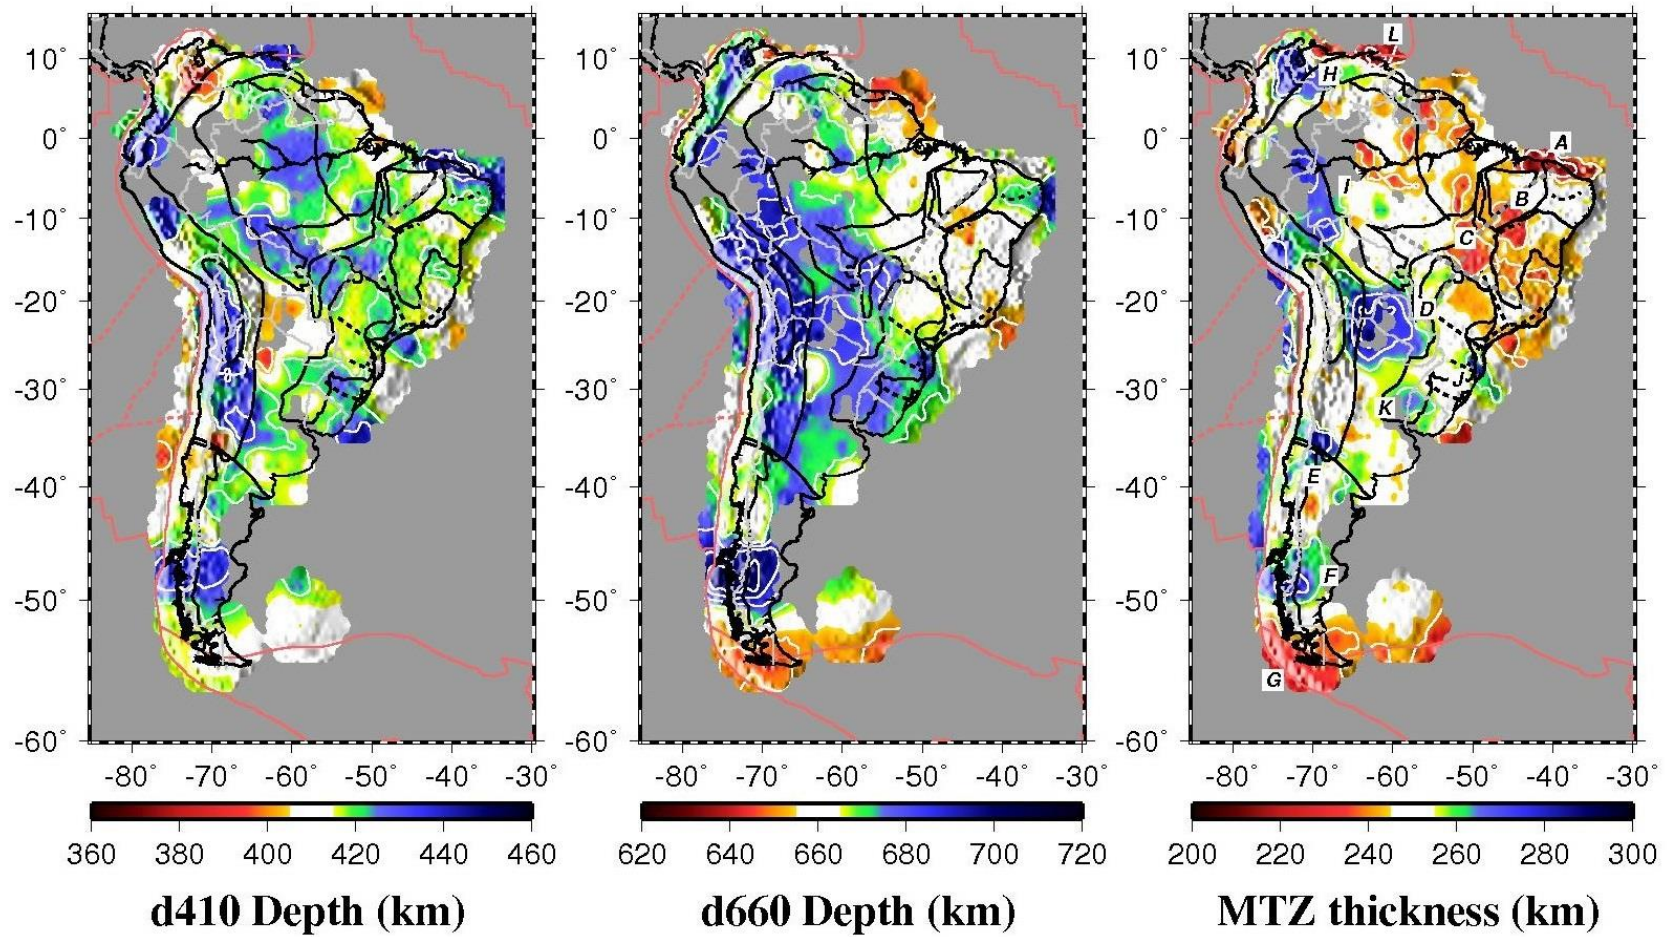 10° 10° 10° L
H
0° 0° 0° A
I B
-10° -10° -10°
C
-20° -20° -20° D
-30° -30° -30° J
K
-40° -40° -40° E
F
-50° -50° -50°
G
-60° -60° -60°
-80° -70° -60° -50° -40° -30° -80° -70° -60° -50° -40° -30° -80° -70° -60° -50° -40° -30°
360 380 400 420 440 460 620 640 660 680 700 720 200 220 240 260 280 300
d410 Depth (km) d660 Depth (km) MTZ thickness (km)